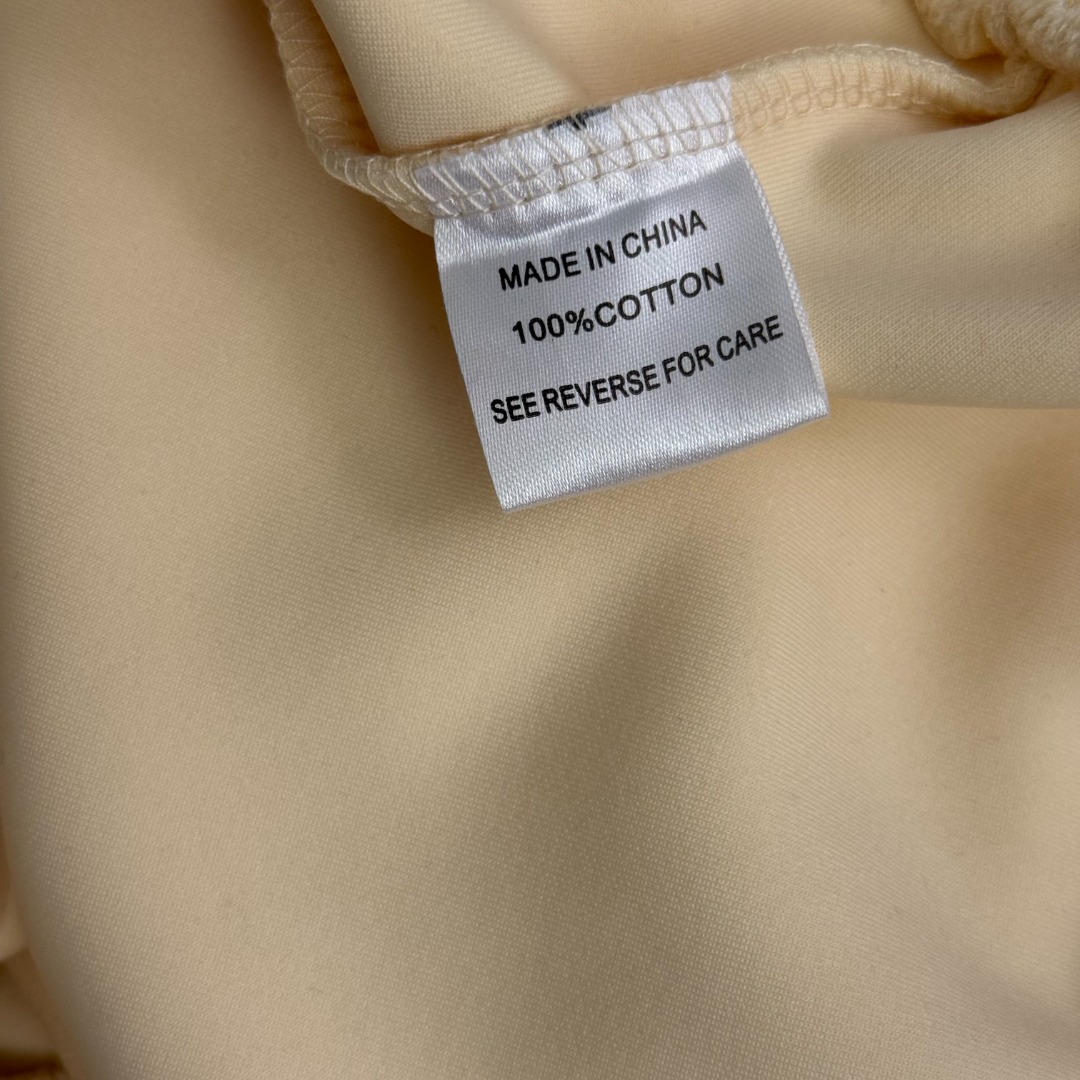 MADE IN CHINA
100%COTTON
SEE REVERSE FOR CARE